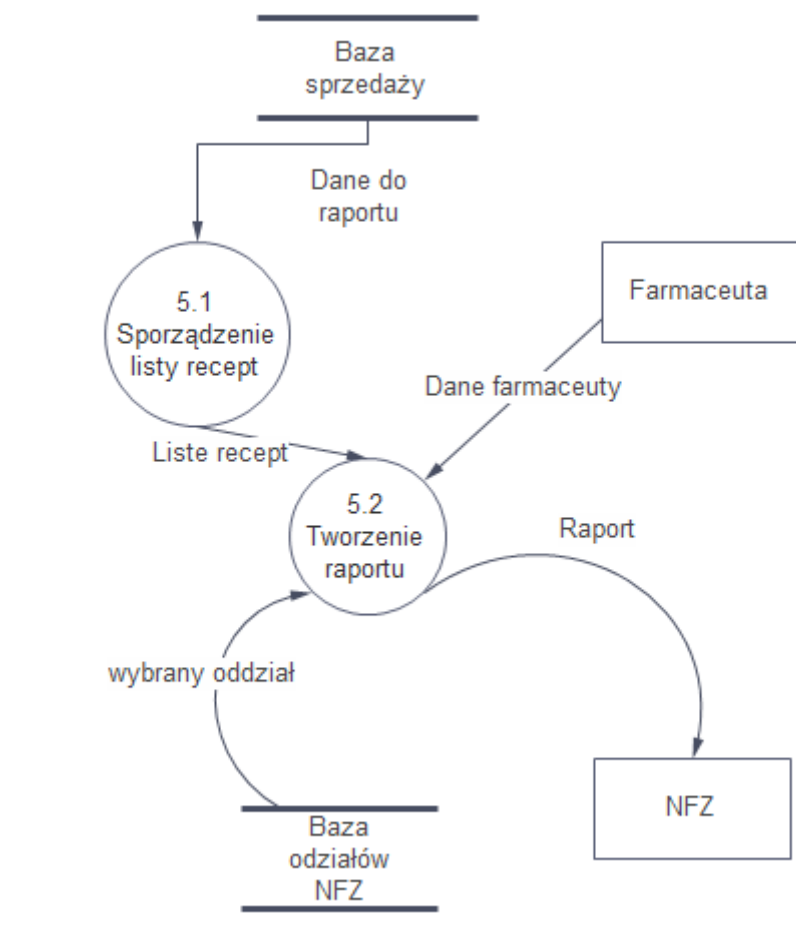 Baza
sprzedaży
Dane do
raportu
5.1
Sporządzenie
listy recept
Farmaceuta
Dane farmaceuty
Liste recept
5.2
Tworzenie
raportu
Raport
wybrany oddział
NFZ
Baza
odziałów
NFZ